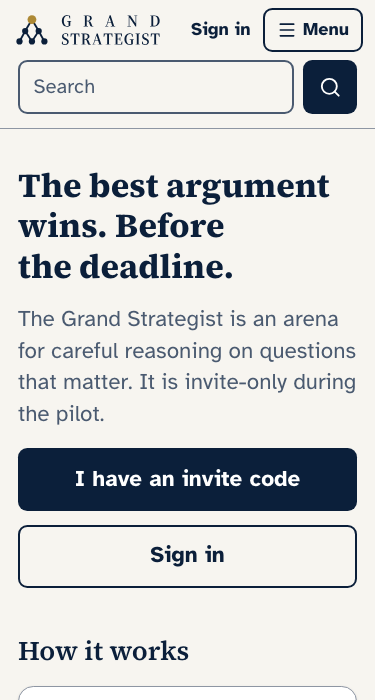 GRAND
STRATEGIST
Sign in
Menu
Search
The best argument
wins. Before
the deadline.
The Grand Strategist is an arena
for careful reasoning on questions
that matter. It is invite-only during
the pilot.
I have an invite code
Sign in
How it works